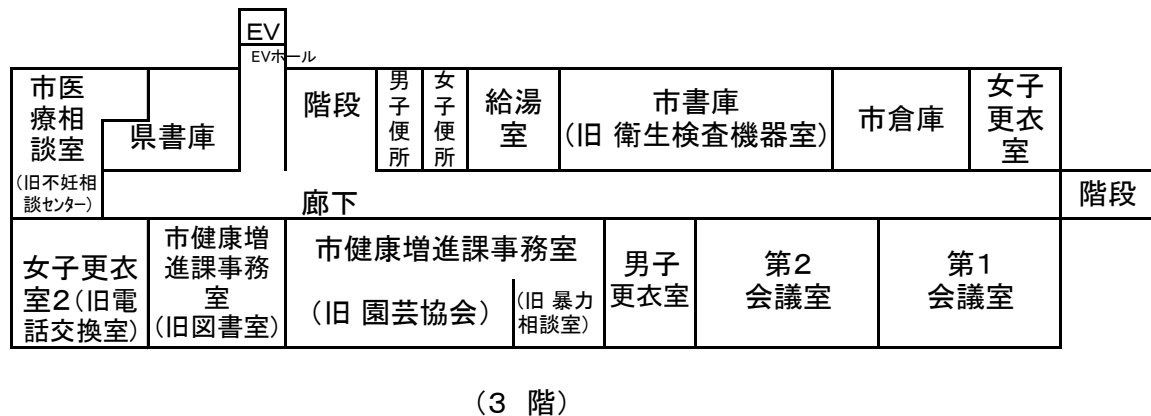 EV
EVホール
市医
療相
談室
(旧不妊相
談センター)
県書庫
階段
男子便所
女子便所
給湯
室
市書庫
(旧 衛生検査機器室)
市倉庫
女子
更衣
室
廊下
階段
女子更衣
室2(旧電
話交換室)
市健康増
進課事務
室
(旧図書室)
市健康増進課事務室
(旧 園芸協会)
(旧 暴力
相談室)
男子
更衣室
第2
会議室
第1
会議室
(3 階)